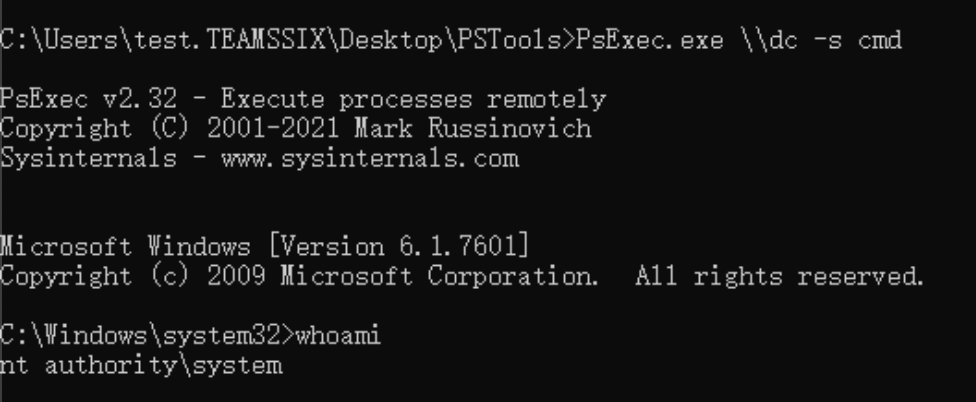 C:\Users\test.TEAMSSIX\Desktop\PSTools>PsExec.exe \\dc -s cmd
PsExec v2.32 - Execute processes remotely
Copyright (C) 2001-2021 Mark Russinovich
Sysinternals - www.sysinternals.com
Microsoft Windows [Version 6.1.7601]
Copyright (c) 2009 Microsoft Corporation.  All rights reserved.
C:\Windows\system32>whoami
nt authority\system